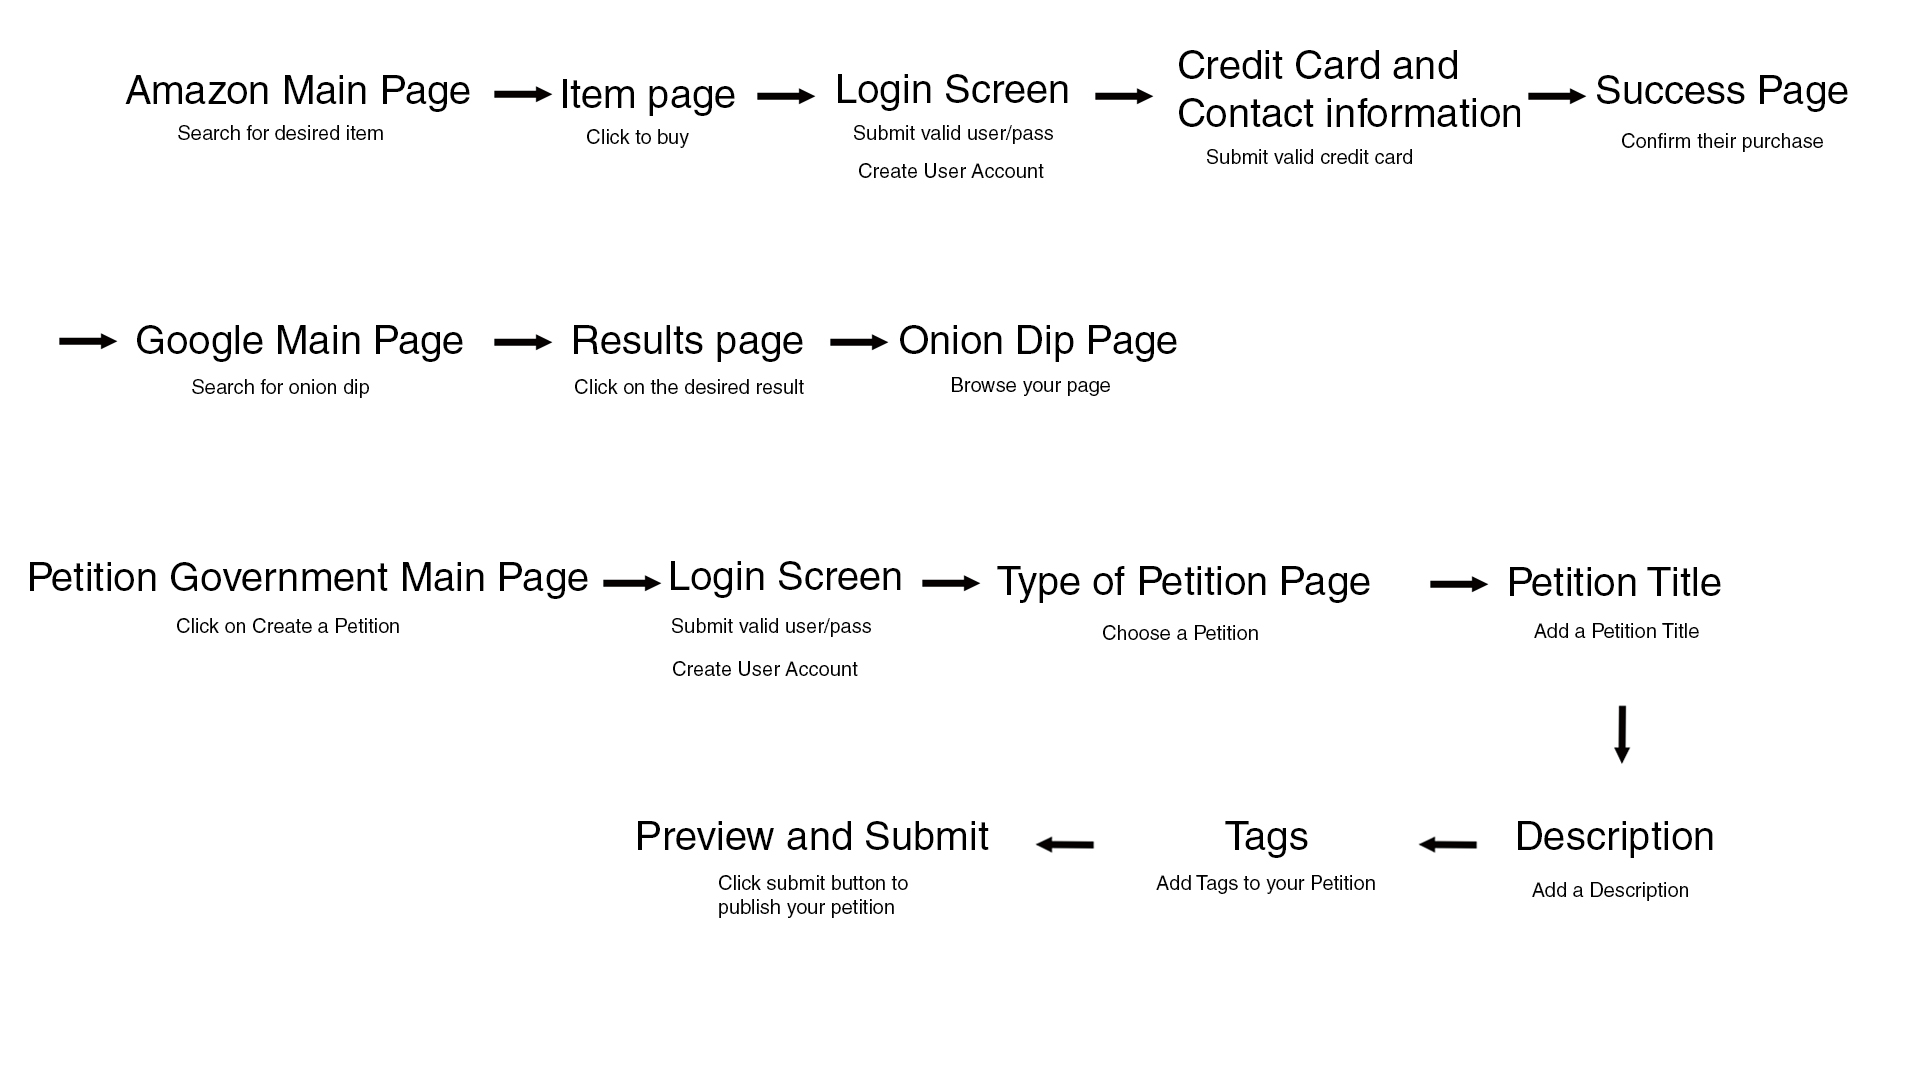 Amazon Main Page
Search for desired item
Item page
Click to buy
Login Screen
Submit valid user/pass
Create User Account
Credit Card and
Contact information
Submit valid credit card
Success Page
Confirm their purchase
Google Main Page
Search for onion dip
Results page
Click on the desired result
Onion Dip Page
Browse your page
Petition Government Main Page
Click on Create a Petition
Login Screen
Submit valid user/pass
Create User Account
Type of Petition Page
Choose a Petition
Petition Title
Add a Petition Title
Description
Add a Description
Tags
Add Tags to your Petition
Preview and Submit
Click submit button to
publish your petition